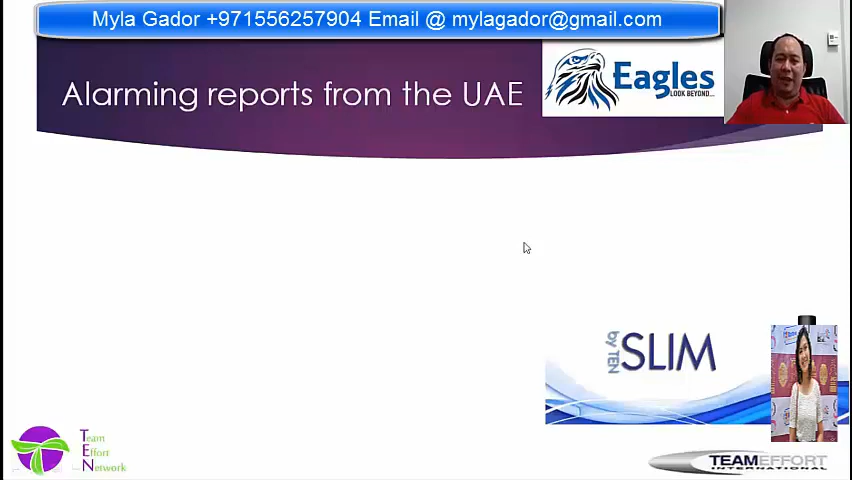 Myla Gador +971556257904 Email @ mylagador@gmail.com
Alarming reports from the UAE
Eagles
LOOK BEYOND...
by TEN
SLIM
Team
Effort
Network
TEAMEFFORT
INTERNATIONAL